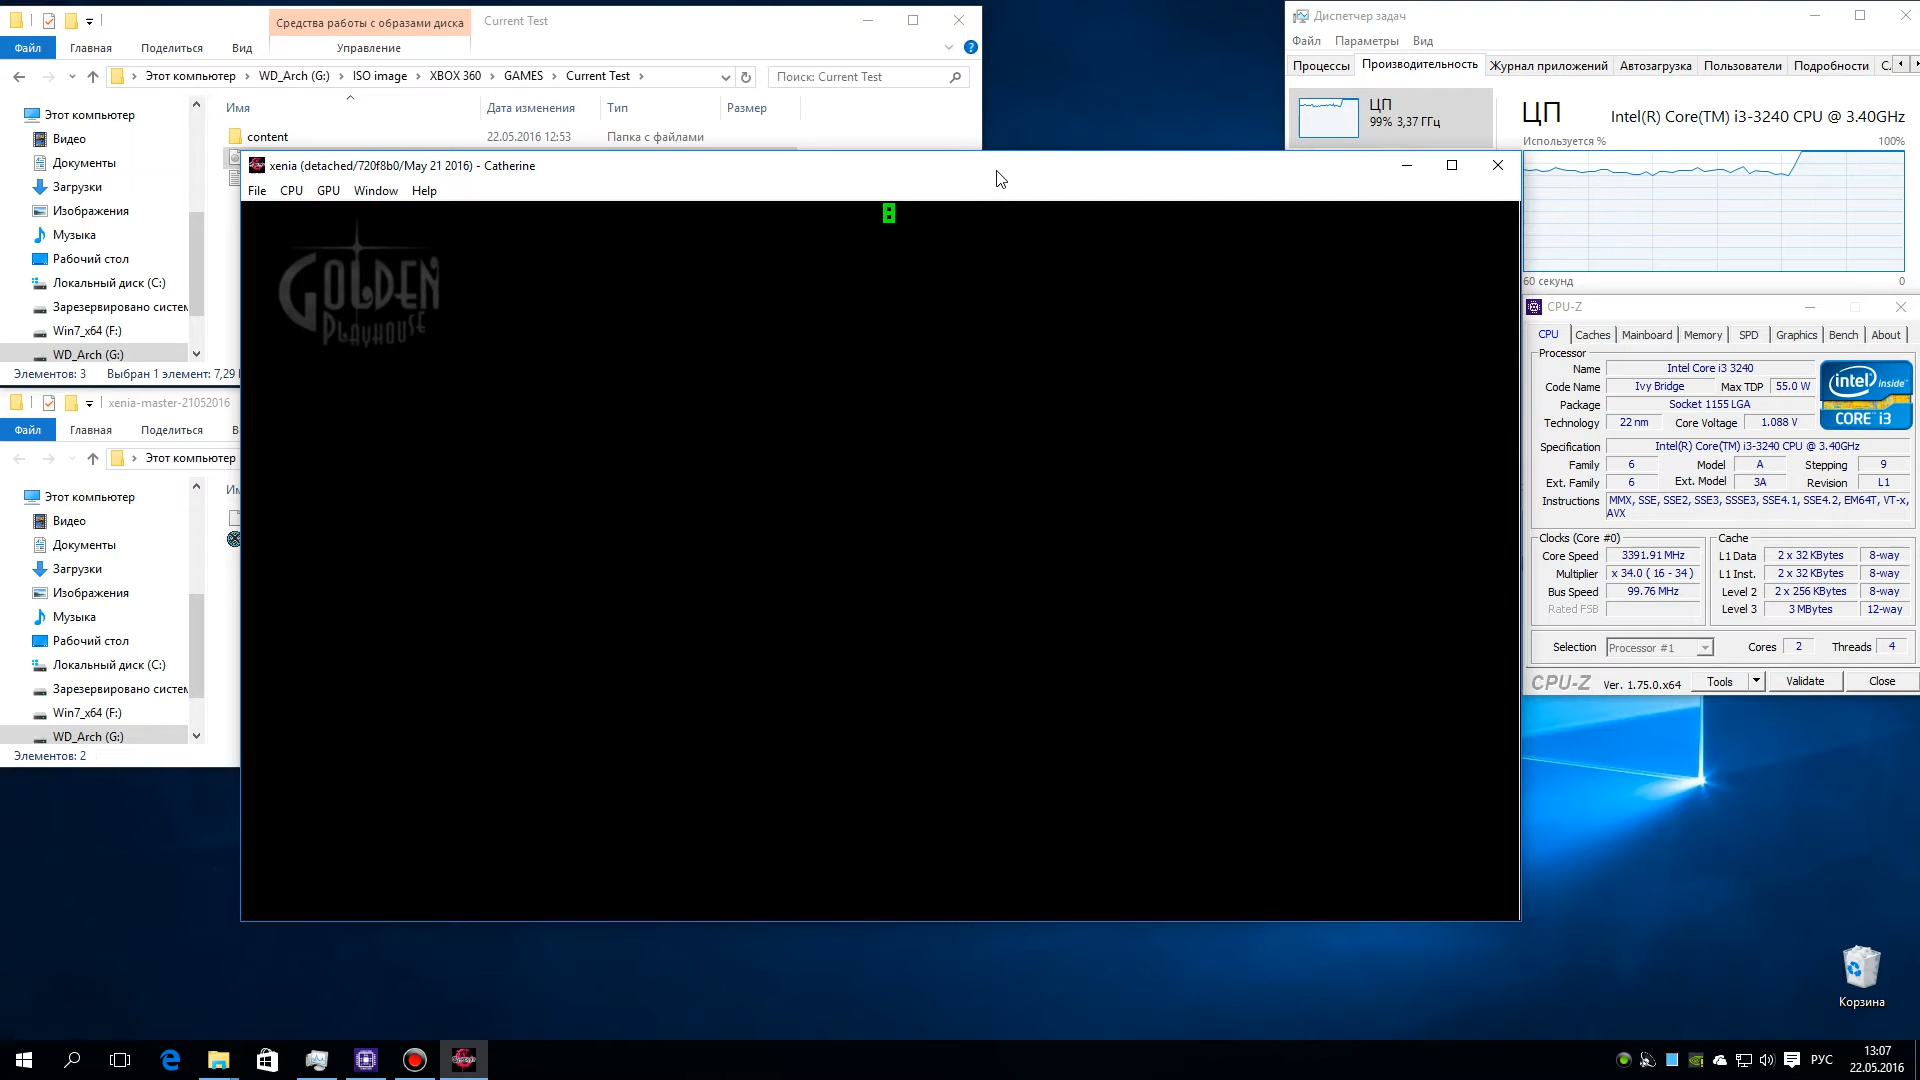 Средства работы с образами диска
Current Test
Файл
Главная
Поделиться
Вид
Управление
Этот компьютер
WD_Arch (G:)
ISO image
XBOX 360
GAMES
Current Test
Поиск: Current Test
Имя
Дата изменения
Тип
Размер
content
22.05.2016 12:53
Папка с файлами
Этот компьютер
Видео
Документы
Загрузки
Изображения
Музыка
Рабочий стол
Локальный диск (C:)
Зарезервировано систем
Win7_x64 (F:)
WD_Arch (G:)
Элементов: 3
Выбран 1 элемент: 7,29
xenia-master-21052016
Файл
Главная
Поделиться
В
Этот компьютер
Этот компьютер
Видео
Документы
Загрузки
Изображения
Музыка
Рабочий стол
Локальный диск (C:)
Зарезервировано систем
Win7_x64 (F:)
WD_Arch (G:)
Элементов: 2
xenia (detached/720f8b0/May 21 2016) - Catherine
File
CPU
GPU
Window
Help
8
GOLDEN
PLAYHOUSE
Диспетчер задач
Файл
Параметры
Вид
Процессы
Производительность
Журнал приложений
Автозагрузка
Пользователи
Подробности
С.
ЦП
99% 3,37 ГГц
ЦП
Intel(R) Core(TM) i3-3240 CPU @ 3.40GHz
Используется %
100%
60 секунд
0
CPU-Z
CPU
Caches
Mainboard
Memory
SPD
Graphics
Bench
About
Processor
Name
Intel Core i3 3240
Code Name
Ivy Bridge
Max TDP
55.0 W
Package
Socket 1155 LGA
Technology
22 nm
Core Voltage
1.088 V
intel inside™
CORE i3
Specification
Intel(R) Core(TM) i3-3240 CPU @ 3.40GHz
Family
6
Model
A
Stepping
9
Ext. Family
6
Ext. Model
3A
Revision
L1
Instructions
MMX, SSE, SSE2, SSE3, SSSE3, SSE4.1, SSE4.2, EM64T, VT-x,
AVX
Clocks (Core #0)
Core Speed
3391.91 MHz
Multiplier
x 34.0 ( 16 - 34 )
Bus Speed
99.76 MHz
Rated FSB
Cache
L1 Data
2 x 32 KBytes
8-way
L1 Inst.
2 x 32 KBytes
8-way
Level 2
2 x 256 KBytes
8-way
Level 3
3 MBytes
12-way
Selection
Processor #1
Cores
2
Threads
4
CPU-Z
Ver. 1.75.0.x64
Tools
Validate
Close
Корзина
РУС
13:07
22.05.2016